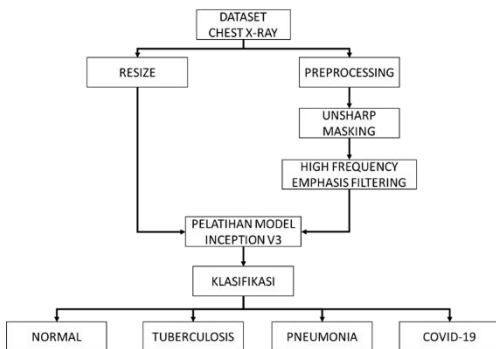 DATASET
CHEST X-RAY
RESIZE
PREPROCESSING
UNSHARP
MASKING
HIGH FREQUENCY
EMPHASIS FILTERING
PELATIHAN MODEL
INCEPTION V3
KLASIFIKASI
NORMAL
TUBERCULOSIS
PNEUMONIA
COVID-19